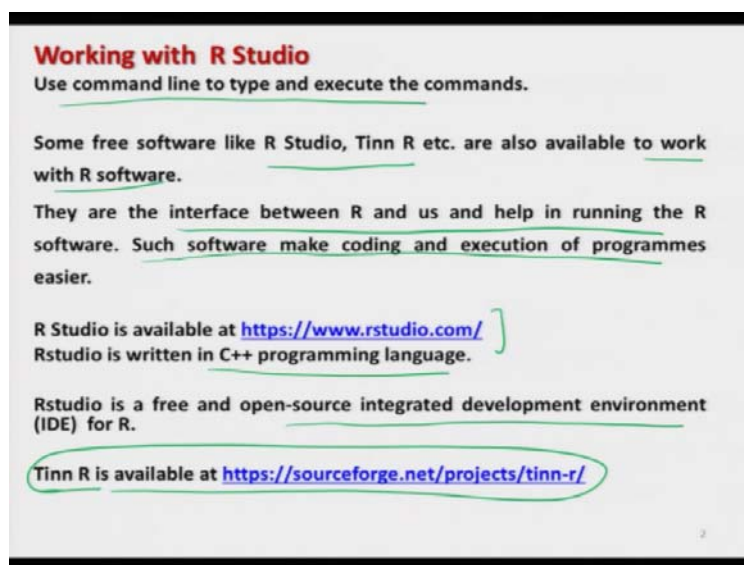 Working with R Studio
Use command line to type and execute the commands.
Some free software like R Studio, Tinn R etc. are also available to work
with R software.
They are the interface between R and us and help in running the R
software. Such software make coding and execution of programmes
easier.
R Studio is available at https://www.rstudio.com/
Rstudio is written in C++ programming language.
Rstudio is a free and open-source integrated development environment
(IDE) for R.
Tinn R is available at https://sourceforge.net/projects/tinn-r/
2